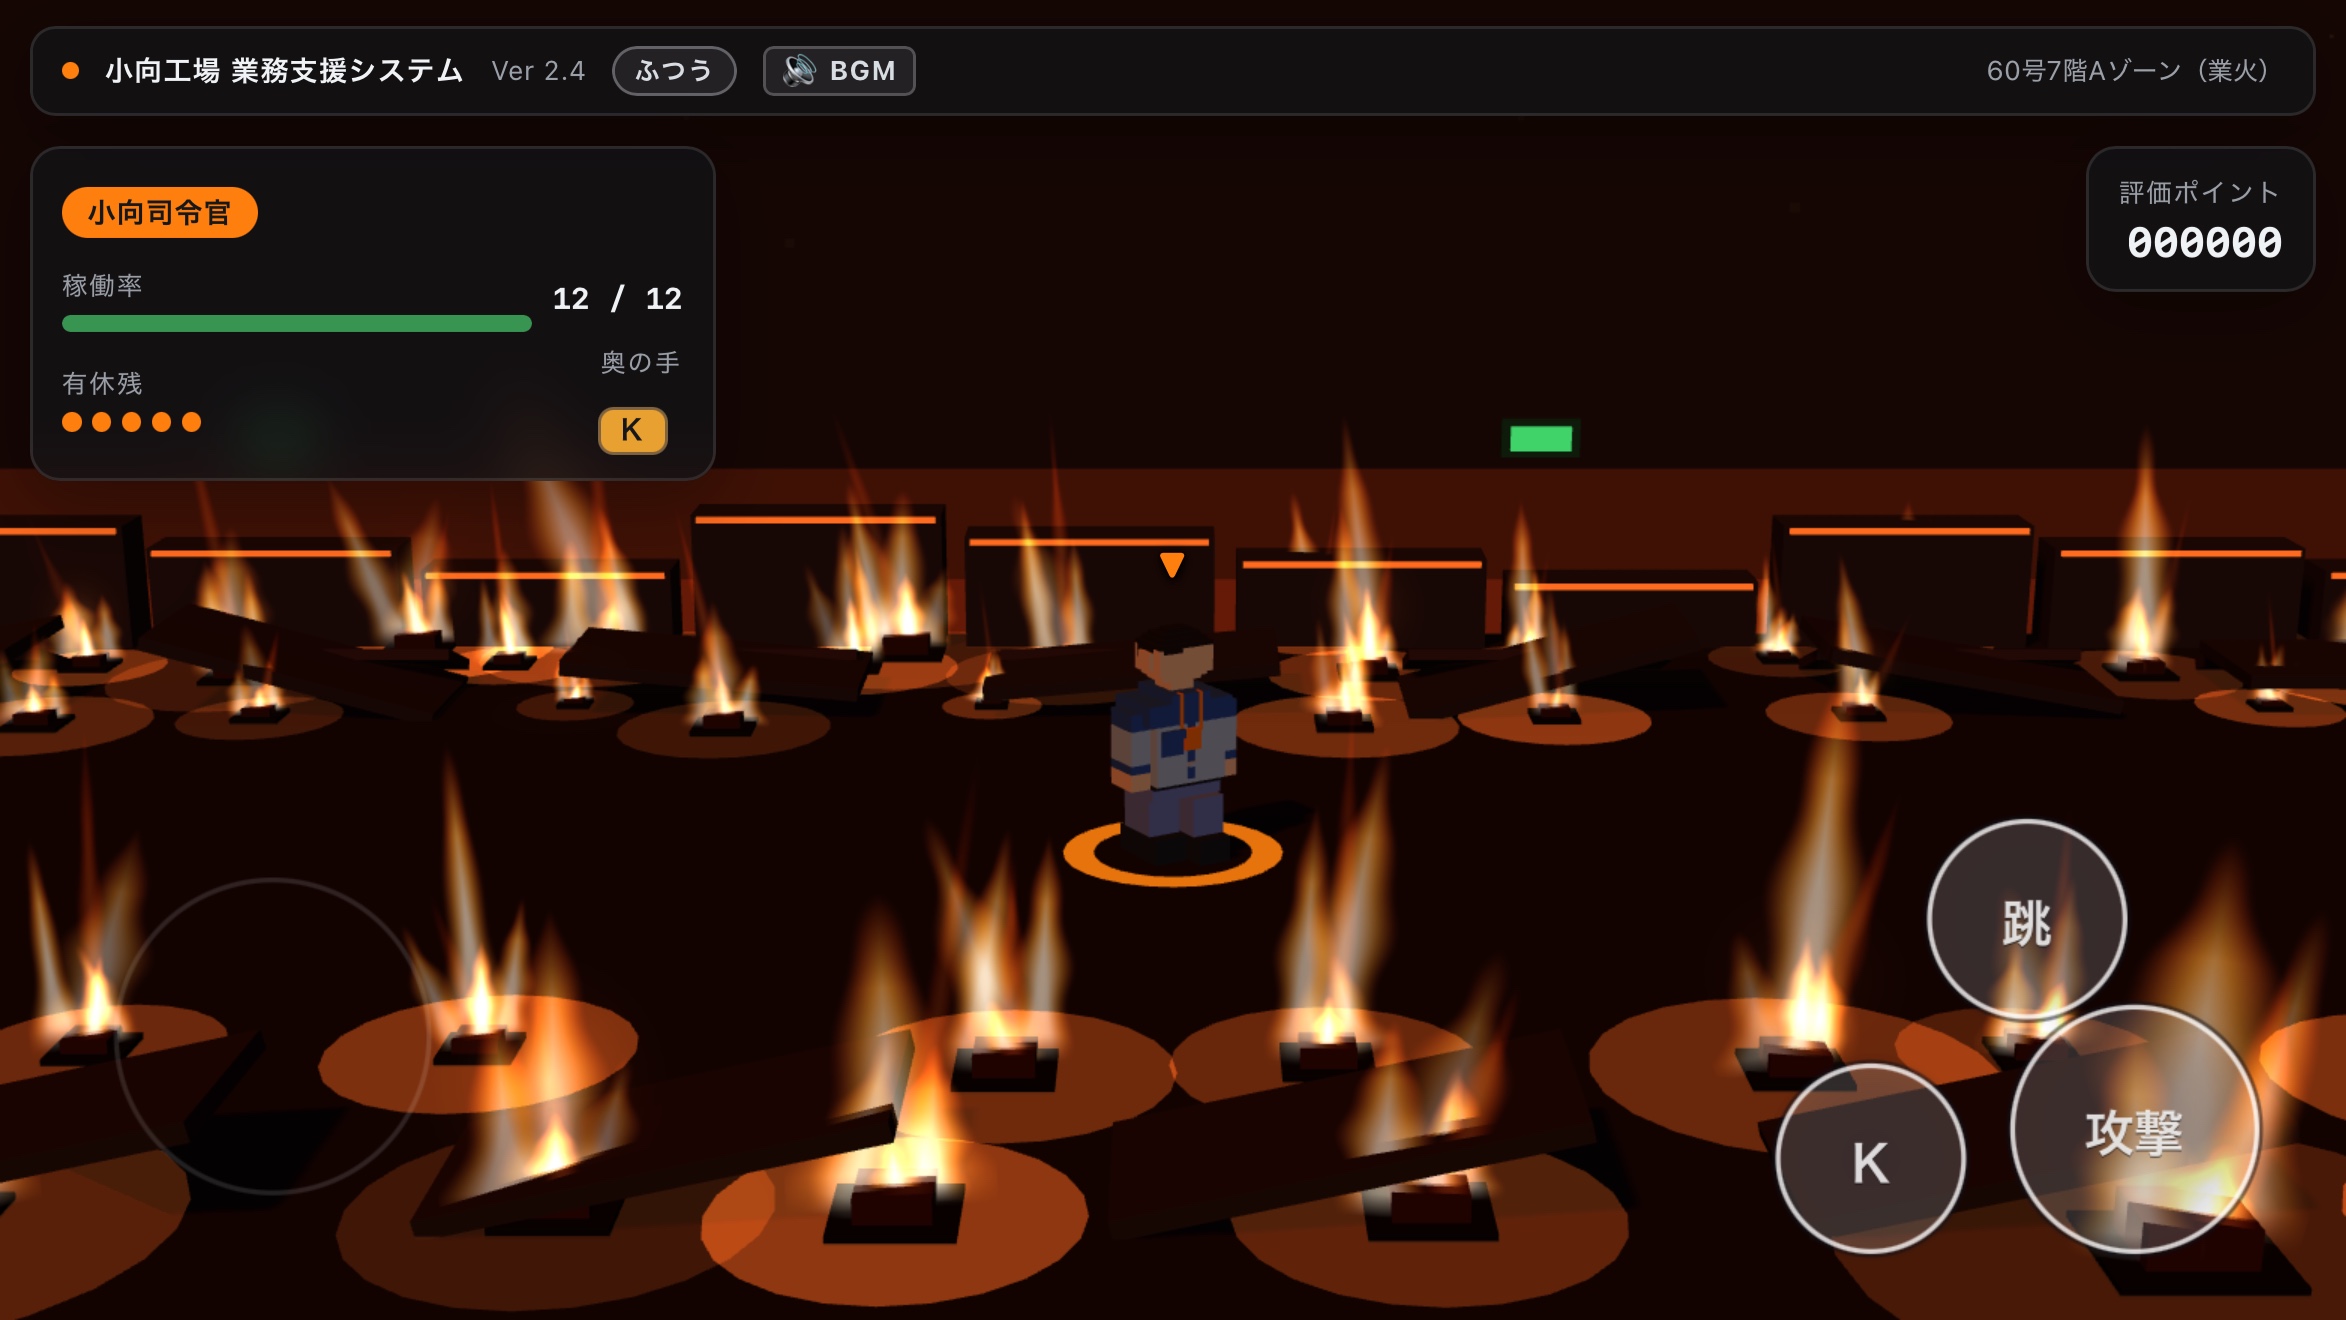 小向工場 業務支援システム Ver 2.4 ふつう BGM 60号7階Aゾーン（業火）
小向司令官
稼働率
12 / 12
奥の手
有休残
K
評価ポイント
000000
跳
K
攻撃